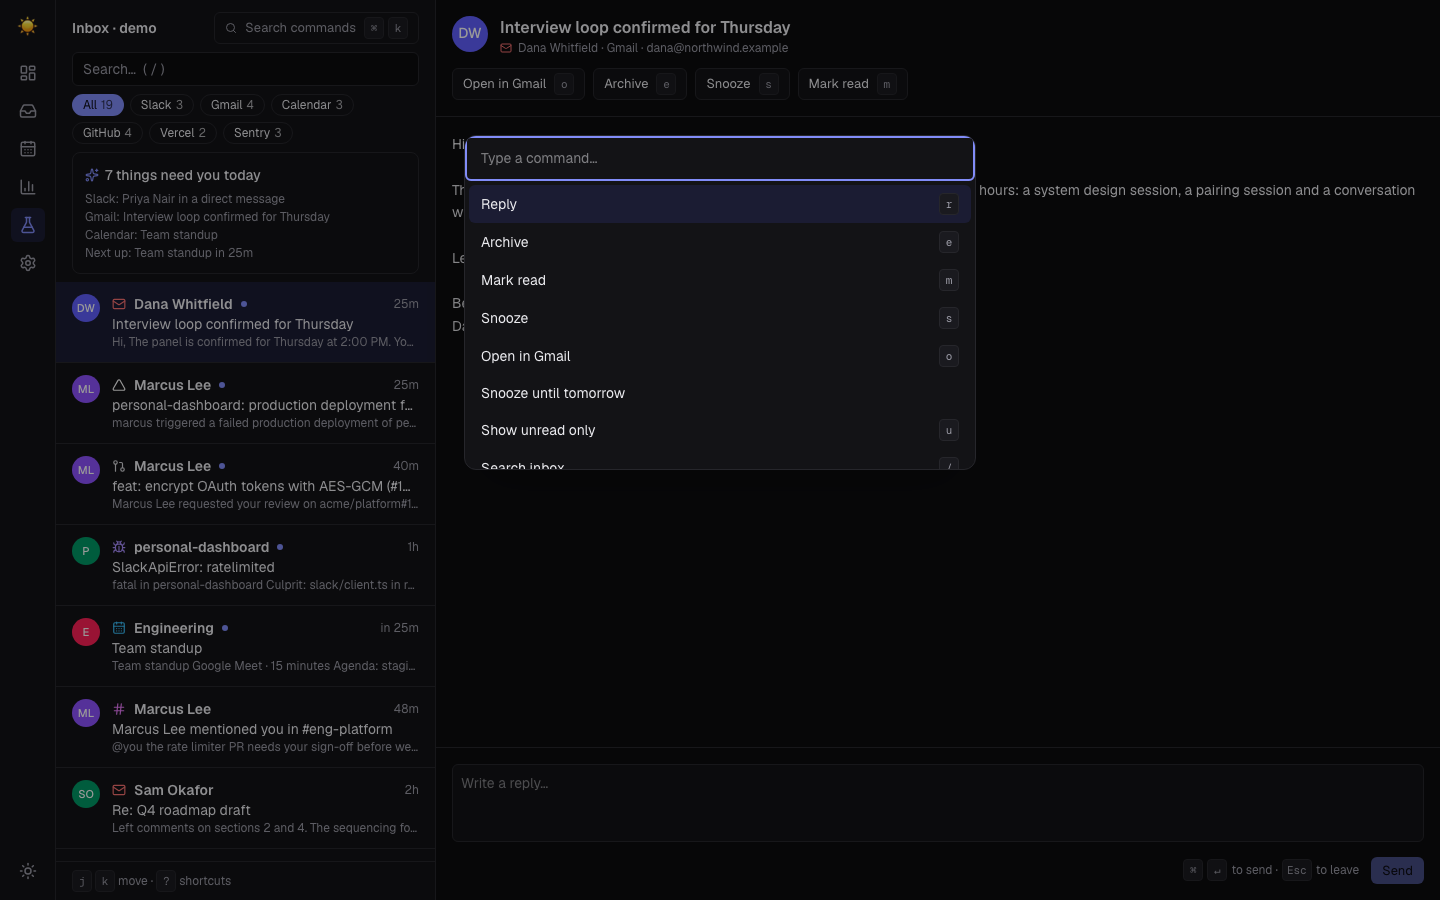 Inbox · demo
Search commands ⌘ k
Search... ( / )
All 19
Slack 3
Gmail 4
Calendar 3
GitHub 4
Vercel 2
Sentry 3
7 things need you today
Slack: Priya Nair in a direct message
Gmail: Interview loop confirmed for Thursday
Calendar: Team standup
Next up: Team standup in 25m
DW
Dana Whitfield
25m
Interview loop confirmed for Thursday
Hi, The panel is confirmed for Thursday at 2:00 PM. Yo...
ML
Marcus Lee
25m
personal-dashboard: production deployment f...
marcus triggered a failed production deployment of pe...
ML
Marcus Lee
40m
feat: encrypt OAuth tokens with AES-GCM (#1...
Marcus Lee requested your review on acme/platform#1...
P
personal-dashboard
1h
SlackApiError: ratelimited
fatal in personal-dashboard Culprit: slack/client.ts in r...
E
Engineering
in 25m
Team standup
Team standup Google Meet · 15 minutes Agenda: stagi...
ML
Marcus Lee
48m
Marcus Lee mentioned you in #eng-platform
@you the rate limiter PR needs your sign-off before we...
SO
Sam Okafor
2h
Re: Q4 roadmap draft
Left comments on sections 2 and 4. The sequencing fo...
j k move · ? shortcuts
DW
Interview loop confirmed for Thursday
Dana Whitfield · Gmail · dana@northwind.example
Open in Gmail o
Archive e
Snooze s
Mark read m
Hi
hours: a system design session, a pairing session and a conversation
Type a command...
Reply r
Archive e
Mark read m
Snooze s
Open in Gmail o
Snooze until tomorrow
Show unread only u
Search inbox /
Write a reply...
⌘ ↵ to send · Esc to leave
Send